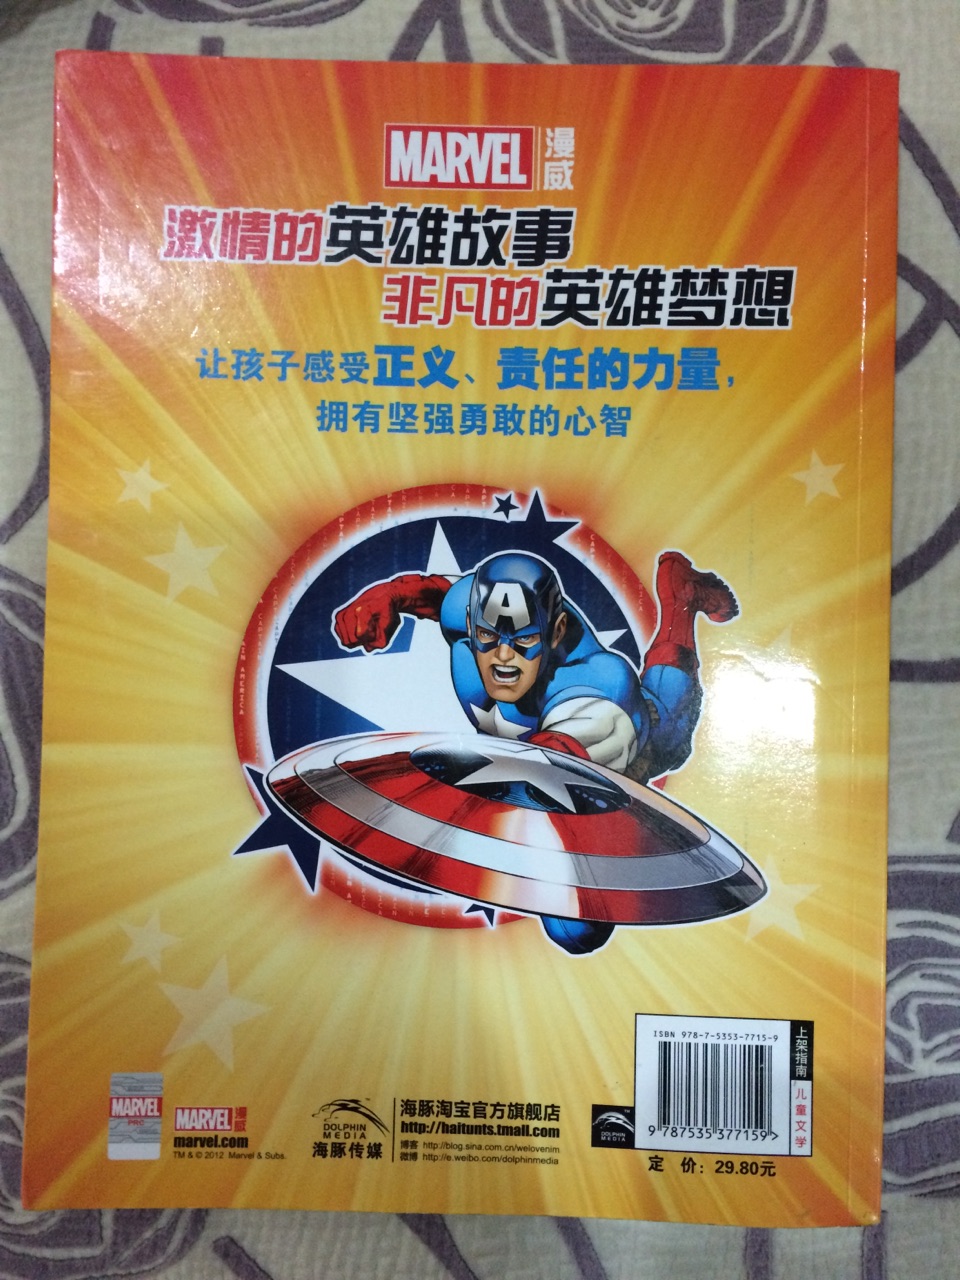 MARVEL 漫威
激情的英雄故事
非凡的英雄梦想
让孩子感受正义、责任的力量,
拥有坚强勇敢的心智
A
ISBN 978-7-5353-7715-9
9 787535 377159 >
上架指南
儿童文学
定 价: 29.80元
MARVEL
PRC
MARVEL 漫威
marvel.com
TM & © 2012 Marvel & Subs.
DOLPHIN
MEDIA
海豚传媒
海豚淘宝官方旗舰店
http://haitunts.tmall.com
博客 http://blog.sina.com.cn/welovenim
微博 http://e.weibo.com/dolphinmedia
DOLPHIN
MEDIA